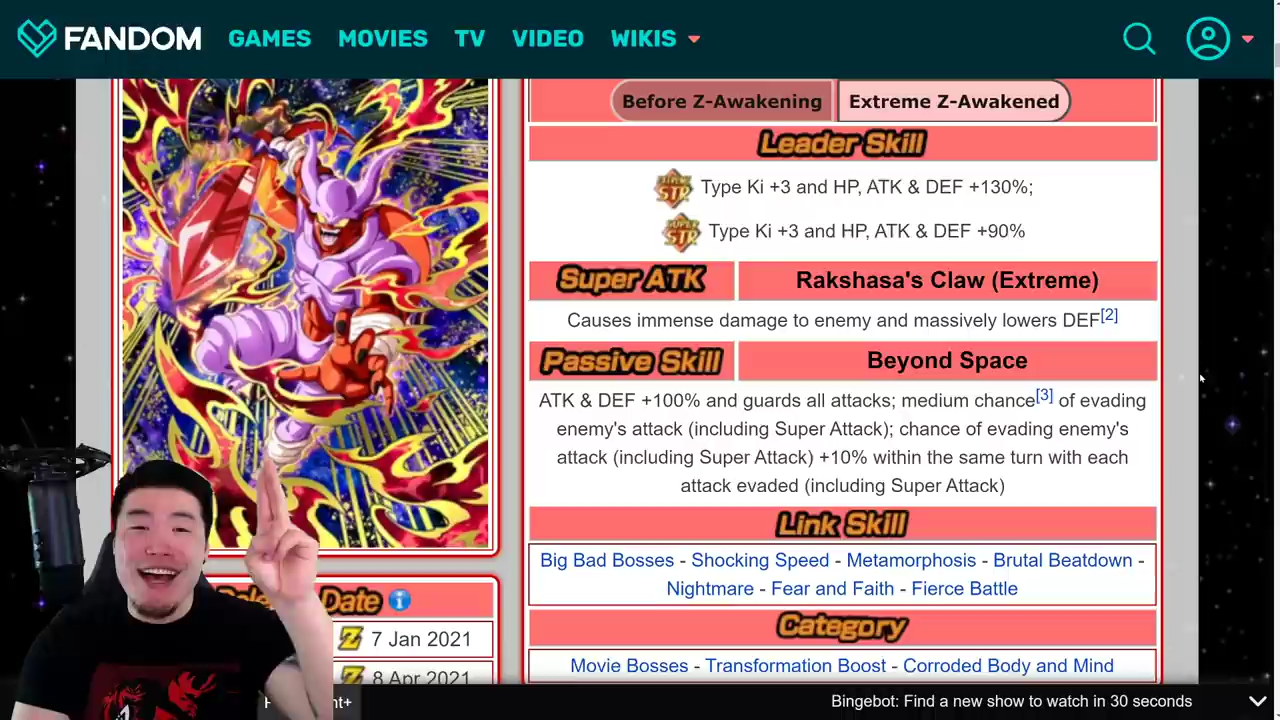 FANDOM GAMES MOVIES TV VIDEO WIKIS
Before Z-Awakening Extreme Z-Awakened
Leader Skill
EXTREME STR Type Ki +3 and HP, ATK & DEF +130%;
SUPER STR Type Ki +3 and HP, ATK & DEF +90%
Super ATK Rakshasa's Claw (Extreme)
Causes immense damage to enemy and massively lowers DEF[2]
Passive Skill Beyond Space
ATK & DEF +100% and guards all attacks; medium chance[3] of evading
enemy's attack (including Super Attack); chance of evading enemy's
attack (including Super Attack) +10% within the same turn with each
attack evaded (including Super Attack)
Link Skill
Big Bad Bosses - Shocking Speed - Metamorphosis - Brutal Beatdown -
Nightmare - Fear and Faith - Fierce Battle
Category
Movie Bosses - Transformation Boost - Corroded Body and Mind
Date
Z 7 Jan 2021
Z 8 Apr 2021
Bingebot: Find a new show to watch in 30 seconds